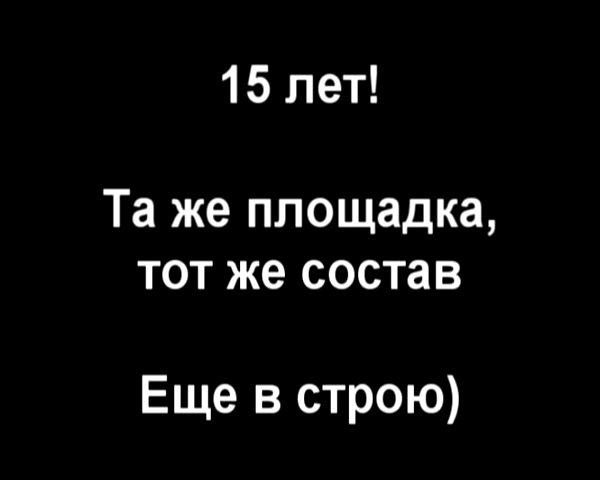 15 лет!
Та же площадка,
тот же состав
Еще в строю)